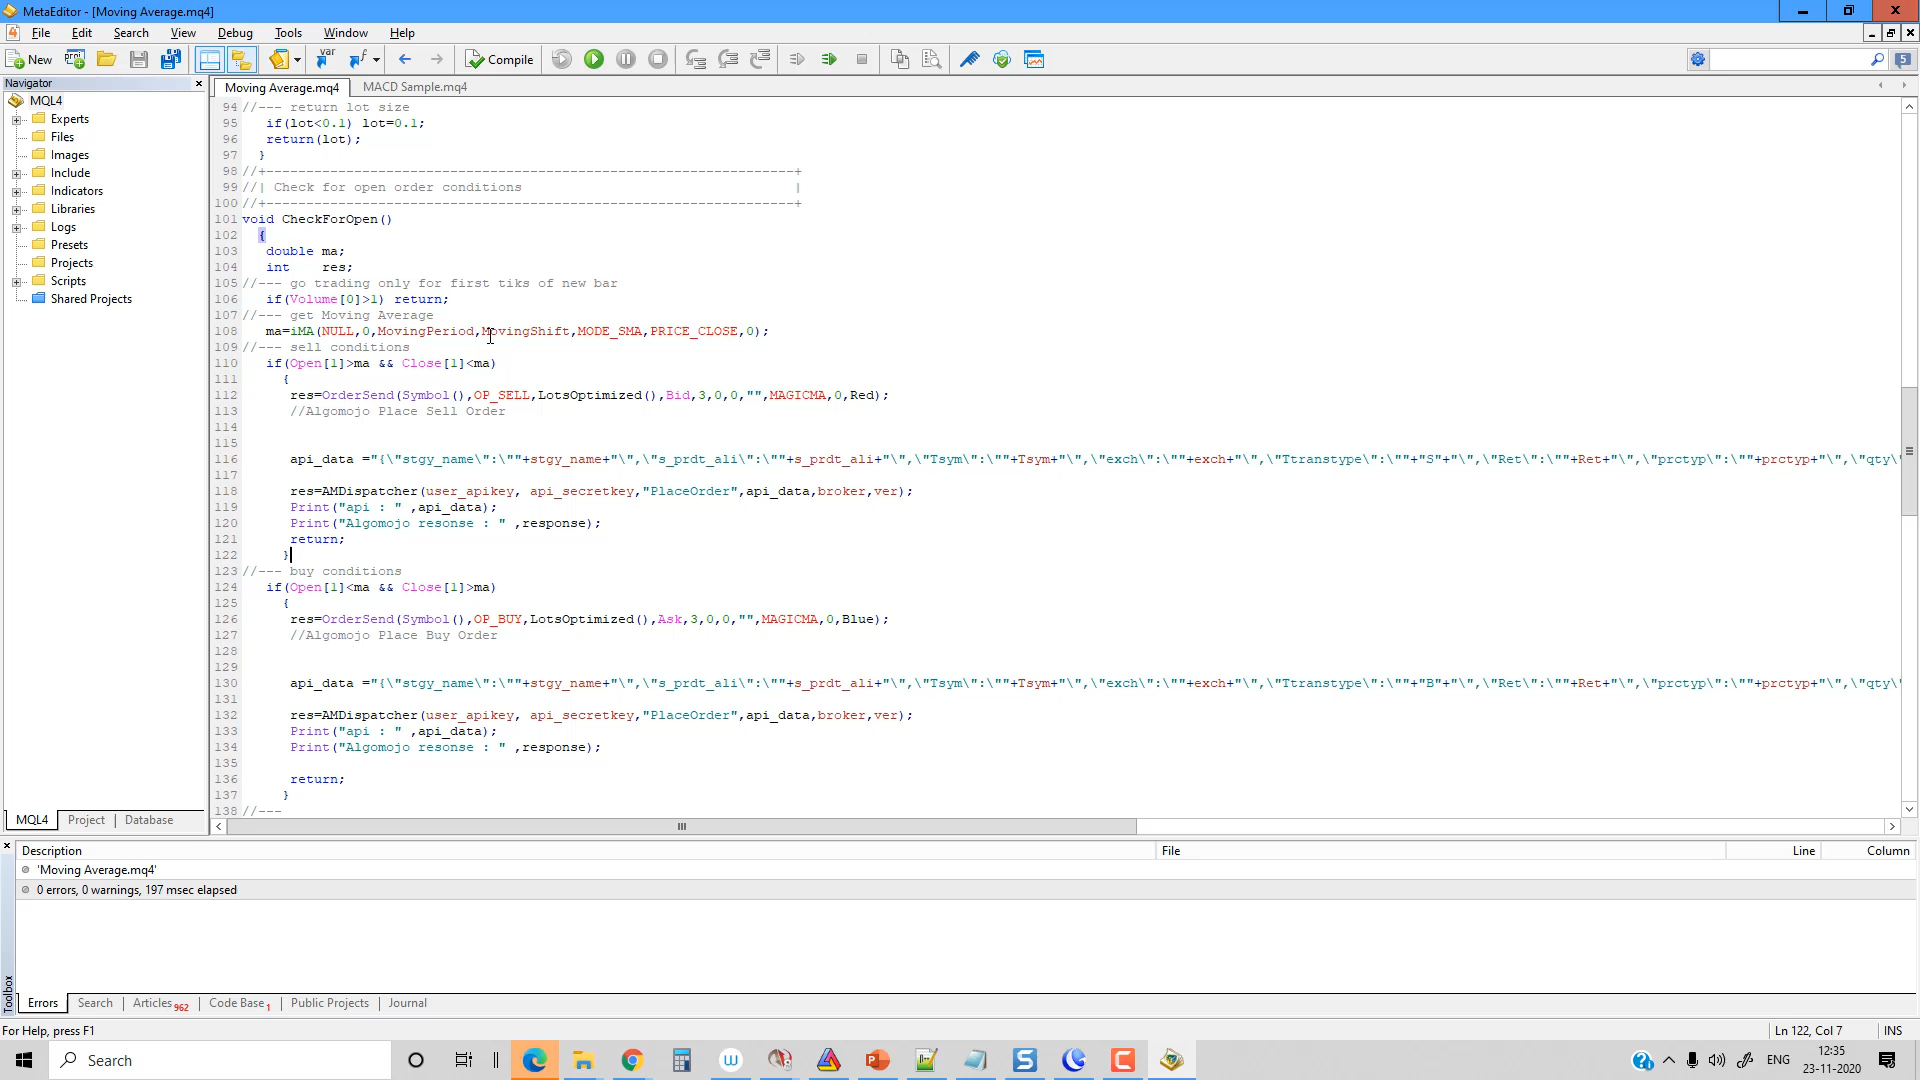 MetaEditor - [Moving Average.mq4]
File Edit Search View Debug Tools Window Help
New var Compile 5
Navigator
Moving Average.mq4 MACD Sample.mq4
MQL4
Experts
Files
Images
Include
Indicators
Libraries
Logs
Presets
Projects
Scripts
Shared Projects
MQL4 Project Database
94 //--- return lot size
95 if(lot<0.1) lot=0.1;
96 return(lot);
97 }
98 //+------------------------------------------------------------------+
99 //| Check for open order conditions |
100 //+------------------------------------------------------------------+
101 void CheckForOpen()
102 {
103 double ma;
104 int res;
105 //--- go trading only for first tiks of new bar
106 if(Volume[0]>1) return;
107 //--- get Moving Average
108 ma=iMA(NULL,0,MovingPeriod,MovingShift,MODE_SMA,PRICE_CLOSE,0);
109 //--- sell conditions
110 if(Open[1]>ma && Close[1]<ma)
111 {
112 res=OrderSend(Symbol(),OP_SELL,LotsOptimized(),Bid,3,0,0,"",MAGICMA,0,Red);
113 //Algomojo Place Sell Order
114
115
116 api_data ="{\"stgy_name\":\""+stgy_name+"\",\"s_prdt_ali\":\""+s_prdt_ali+"\",\"Tsym\":\""+Tsym+"\",\"exch\":\""+exch+"\",\"Ttranstype\":\""+"S"+"\",\"Ret\":\""+Ret+"\",\"prctyp\":\""+prctyp+"\",\"qty\
117
118 res=AMDispatcher(user_apikey, api_secretkey,"PlaceOrder",api_data,broker,ver);
119 Print("api : " ,api_data);
120 Print("Algomojo resonse : " ,response);
121 return;
122 }
123 //--- buy conditions
124 if(Open[1]<ma && Close[1]>ma)
125 {
126 res=OrderSend(Symbol(),OP_BUY,LotsOptimized(),Ask,3,0,0,"",MAGICMA,0,Blue);
127 //Algomojo Place Buy Order
128
129
130 api_data ="{\"stgy_name\":\""+stgy_name+"\",\"s_prdt_ali\":\""+s_prdt_ali+"\",\"Tsym\":\""+Tsym+"\",\"exch\":\""+exch+"\",\"Ttranstype\":\""+"B"+"\",\"Ret\":\""+Ret+"\",\"prctyp\":\""+prctyp+"\",\"qty\
131
132 res=AMDispatcher(user_apikey, api_secretkey,"PlaceOrder",api_data,broker,ver);
133 Print("api : " ,api_data);
134 Print("Algomojo resonse : " ,response);
135
136 return;
137 }
138 //---
Description File Line Column
'Moving Average.mq4'
0 errors, 0 warnings, 197 msec elapsed
Toolbox
Errors Search Articles 962 Code Base 1 Public Projects Journal
For Help, press F1 Ln 122, Col 7 INS
Search ENG 12:35
23-11-2020